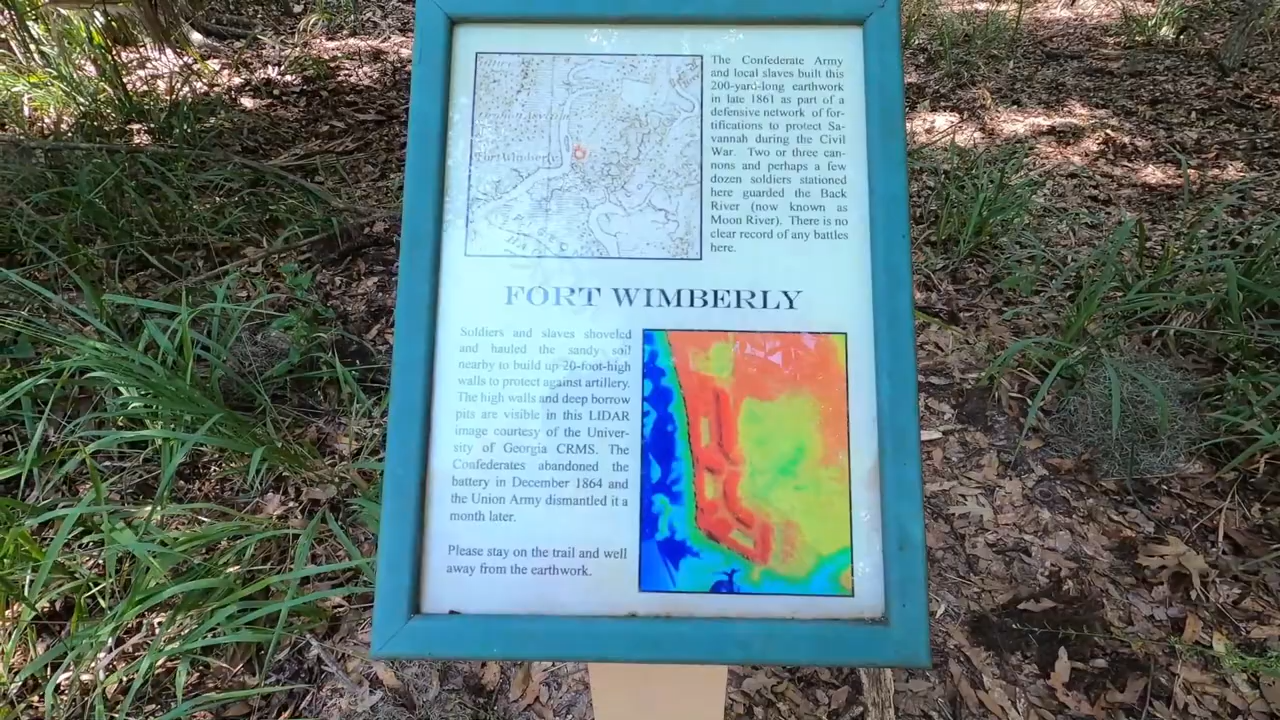 Fort Wimberly
The Confederate Army
and local slaves built this
200-yard-long earthwork
in late 1861 as part of a
defensive network of for-
tifications to protect Sa-
vannah during the Civil
War. Two or three can-
nons and perhaps a few
dozen soldiers stationed
here guarded the Back
River (now known as
Moon River). There is no
clear record of any battles
here.
FORT WIMBERLY
Soldiers and slaves shoveled
and hauled the sandy soil
nearby to build up 20-foot-high
walls to protect against artillery.
The high walls and deep borrow
pits are visible in this LIDAR
image courtesy of the Univer-
sity of Georgia CRMS. The
Confederates abandoned the
battery in December 1864 and
the Union Army dismantled it a
month later.
Please stay on the trail and well
away from the earthwork.